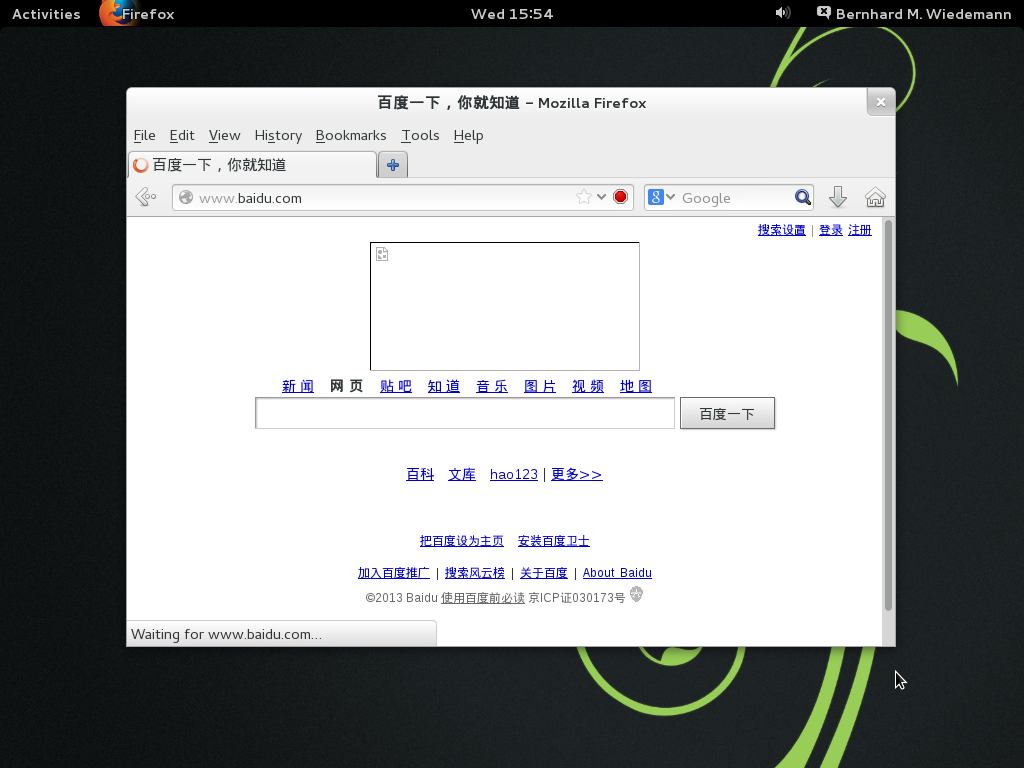 Activities Firefox Wed 15:54 Bernhard M. Wiedemann
百度一下，你就知道 - Mozilla Firefox
File Edit View History Bookmarks Tools Help
百度一下，你就知道
www.baidu.com Google
搜索设置 | 登录 注册
新 闻 网 页 贴 吧 知 道 音 乐 图 片 视 频 地 图
百度一下
百科 文库 hao123 | 更多>>
把百度设为主页 安装百度卫士
加入百度推广 | 搜索风云榜 | 关于百度 | About Baidu
©2013 Baidu 使用百度前必读 京ICP证030173号
Waiting for www.baidu.com...